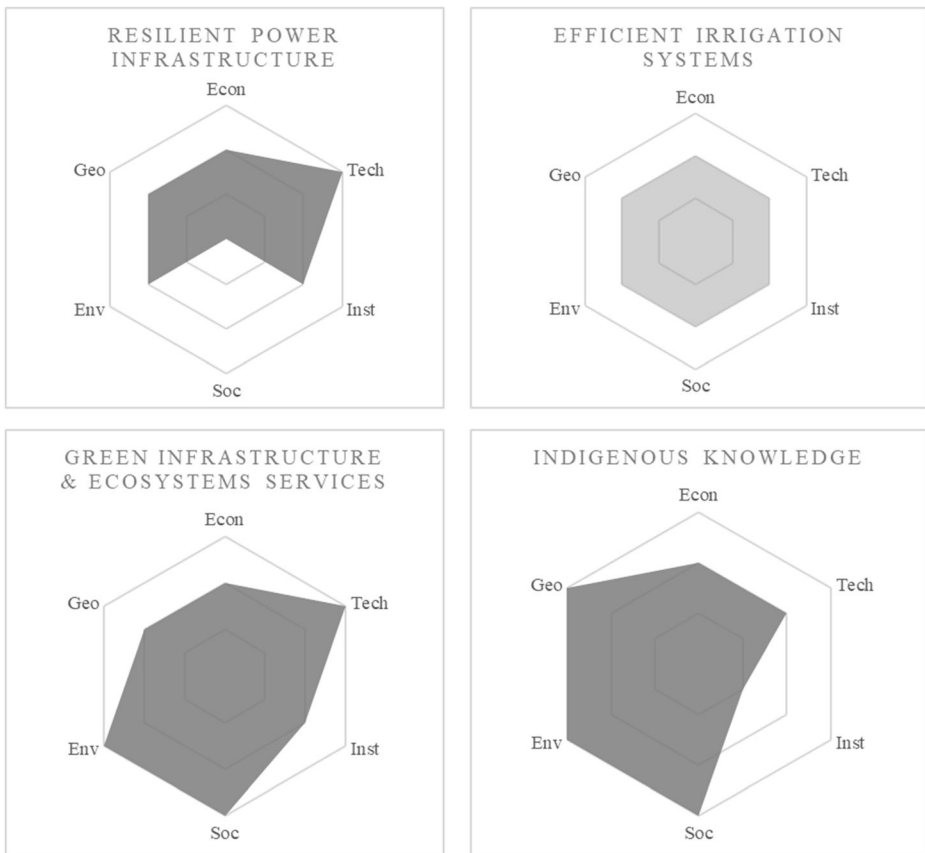 RESILIENT POWER
INFRASTRUCTURE
Econ
Geo
Tech
Env
Inst
Soc
EFFICIENT IRRIGATION
SYSTEMS
Econ
Geo
Tech
Env
Inst
Soc
GREEN INFRASTRUCTURE
& ECOSYSTEMS SERVICES
Econ
Geo
Tech
Env
Inst
Soc
INDIGENOUS KNOWLEDGE
Econ
Geo
Tech
Env
Inst
Soc